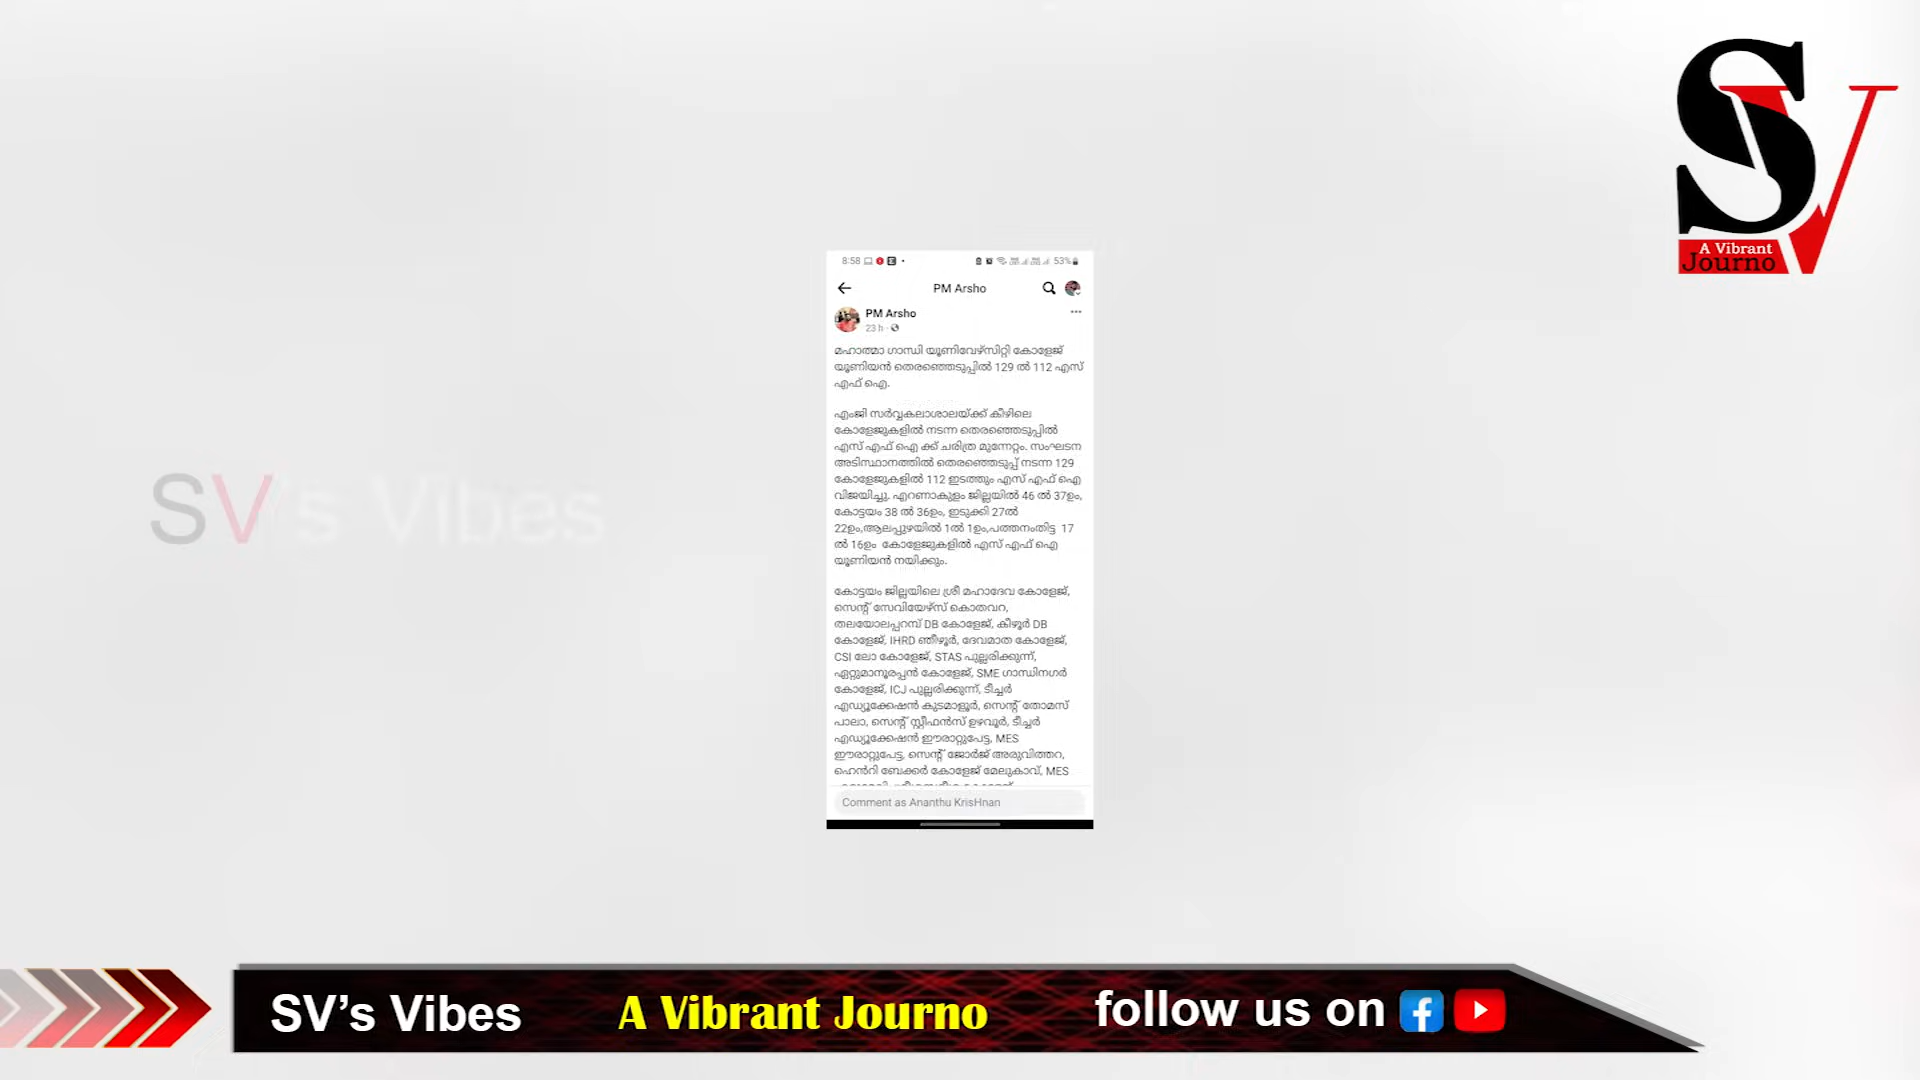 A Vibrant
Journo
8:58
53%
PM Arsho
PM Arsho
23 h
മഹാത്മാ ഗാന്ധി യൂണിവേഴ്സിറ്റി കോളേജ്
യൂണിയൻ തെരഞ്ഞെടുപ്പിൽ 129 ൽ 112 എസ്
എഫ് ഐ.
എംജി സർവ്വകലാശാലയ്ക്ക് കീഴിലെ
കോളേജുകളിൽ നടന്ന തെരഞ്ഞെടുപ്പിൽ
എസ് എഫ് ഐ ക്ക് ചരിത്ര മുന്നേറ്റം. സംഘടന
അടിസ്ഥാനത്തിൽ തെരഞ്ഞെടുപ്പ് നടന്ന 129
കോളേജുകളിൽ 112 ഇടത്തും എസ് എഫ് ഐ
വിജയിച്ചു. എറണാകുളം ജില്ലയിൽ 46 ൽ 37ഉം,
കോട്ടയം 38 ൽ 36ഉം, ഇടുക്കി 27ൽ
22ഉം,ആലപ്പുഴയിൽ 1ൽ 1ഉം,പത്തനംതിട്ട 17
ൽ 16ഉം കോളേജുകളിൽ എസ് എഫ് ഐ
യൂണിയൻ നയിക്കും.
കോട്ടയം ജില്ലയിലെ ശ്രീ മഹാദേവ കോളേജ്,
സെന്റ് സേവിയേഴ്സ് കൊതവറ,
തലയോലപ്പറമ്പ് DB കോളേജ്, കീഴൂർ DB
കോളേജ്, IHRD ഞീഴൂർ, ദേവമാത കോളേജ്,
CSI ലോ കോളേജ്, STAS പുല്ലരിക്കുന്ന്,
ഏറ്റുമാനൂരപ്പൻ കോളേജ്, SME ഗാന്ധിനഗർ
കോളേജ്, ICJ പുല്ലരിക്കുന്ന്, ടീച്ചർ
എഡ്യൂക്കേഷൻ കുടമാളൂർ, സെന്റ് തോമസ്
പാലാ, സെന്റ് സ്റ്റീഫൻസ് ഉഴവൂർ, ടീച്ചർ
എഡ്യൂക്കേഷൻ ഈരാറ്റുപേട്ട, MES
ഈരാറ്റുപേട്ട, സെന്റ് ജോർജ് അരുവിത്തറ,
ഹെൻറി ബേക്കർ കോളേജ് മേലുകാവ്, MES
Comment as Ananthu KrisHnan
SV's Vibes
SV's Vibes
A Vibrant Journo
follow us on
SV